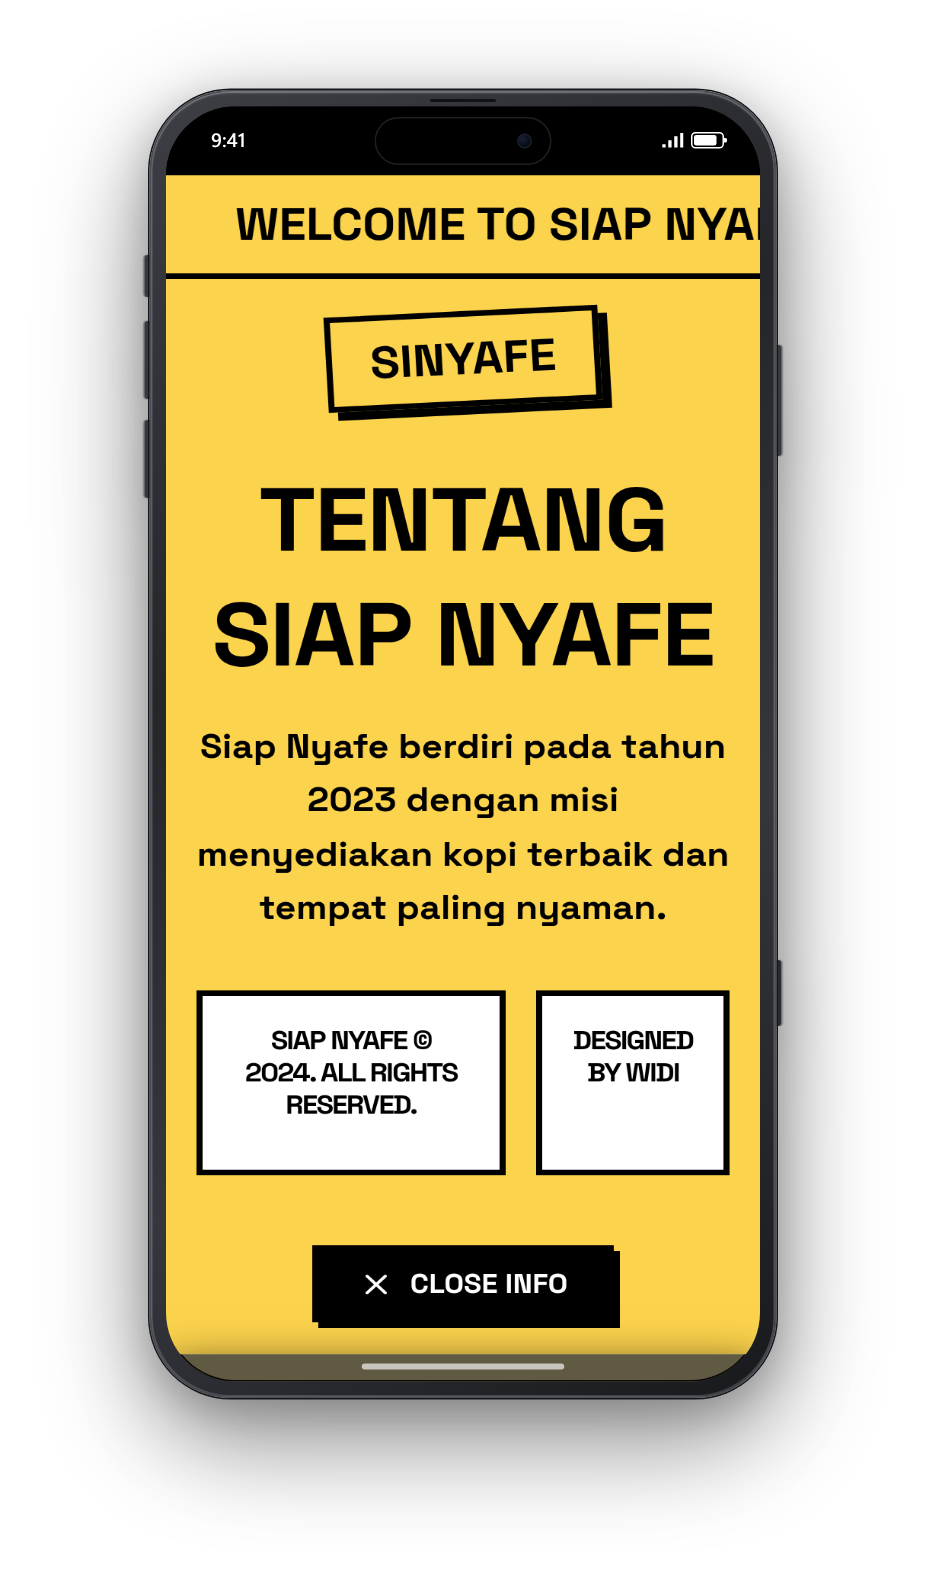 9:41
WELCOME TO SIAP NYA
SINYAFE
TENTANG
SIAP NYAFE
Siap Nyafe berdiri pada tahun
2023 dengan misi
menyediakan kopi terbaik dan
tempat paling nyaman.
SIAP NYAFE ©
2024. ALL RIGHTS
RESERVED.
DESIGNED
BY WIDI
CLOSE INFO